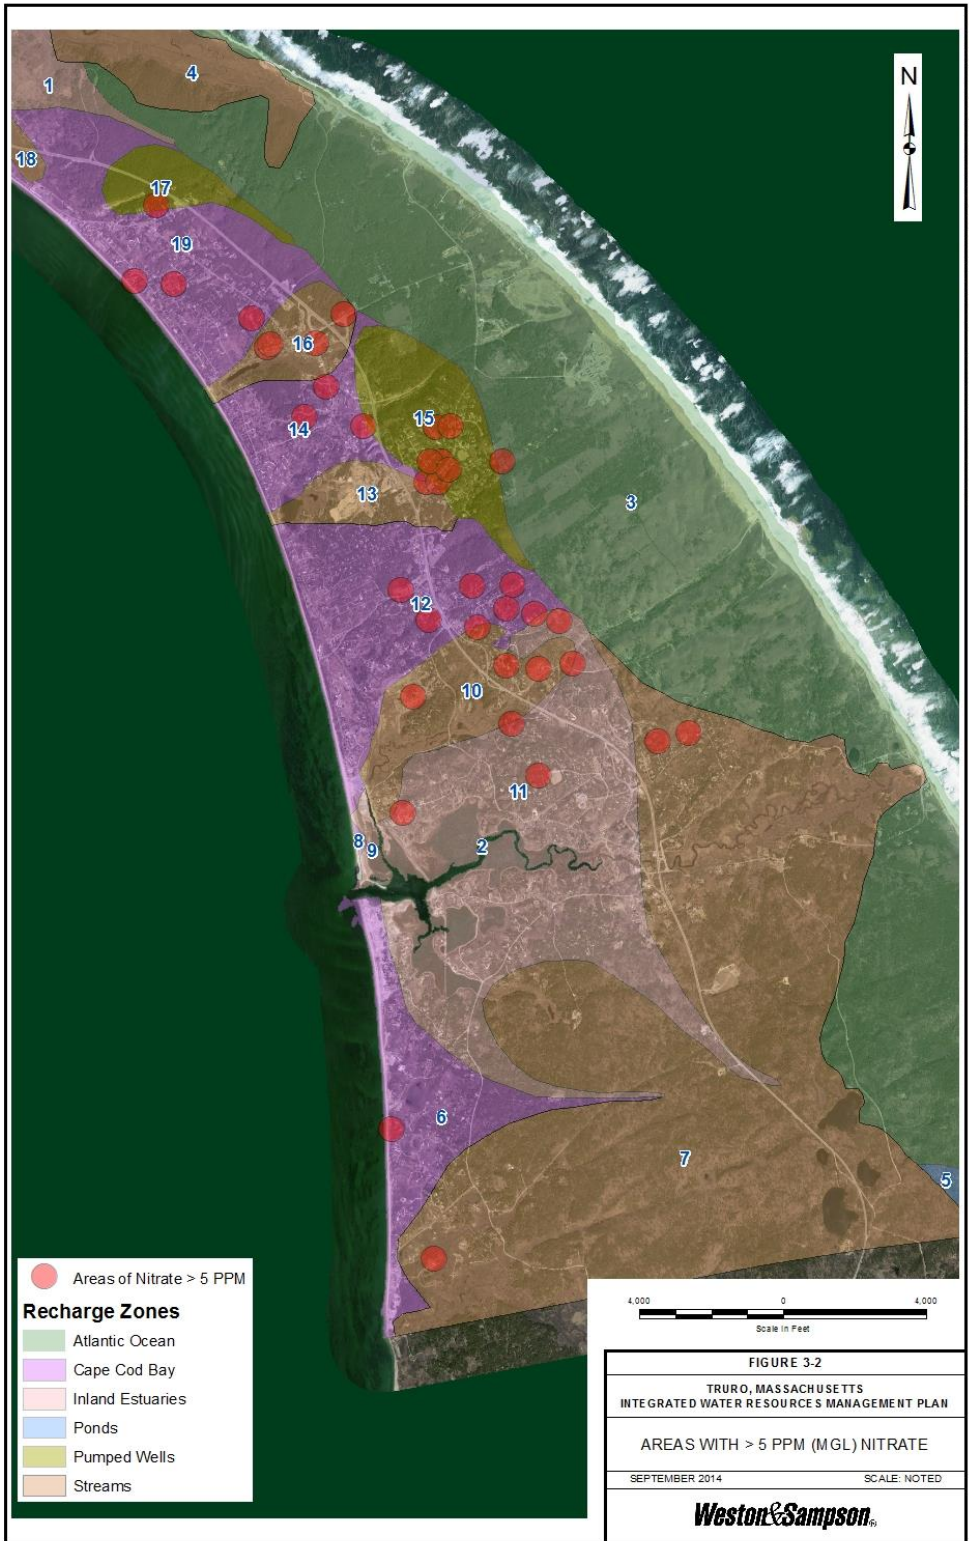 N
4
1
18
17
19
16
15
14
13
3
12
10
11
8
9
2
6
7
5
Areas of Nitrate > 5 PPM
Recharge Zones
Atlantic Ocean
Cape Cod Bay
Inland Estuaries
Ponds
Pumped Wells
Streams
4,000 0 4,000
Scale In Feet
FIGURE 3-2
TRURO, MASSACHUSETTS
INTEGRATED WATER RESOURCES MANAGEMENT PLAN
AREAS WITH > 5 PPM (MGL) NITRATE
SEPTEMBER 2014 SCALE: NOTED
Weston&Sampson®